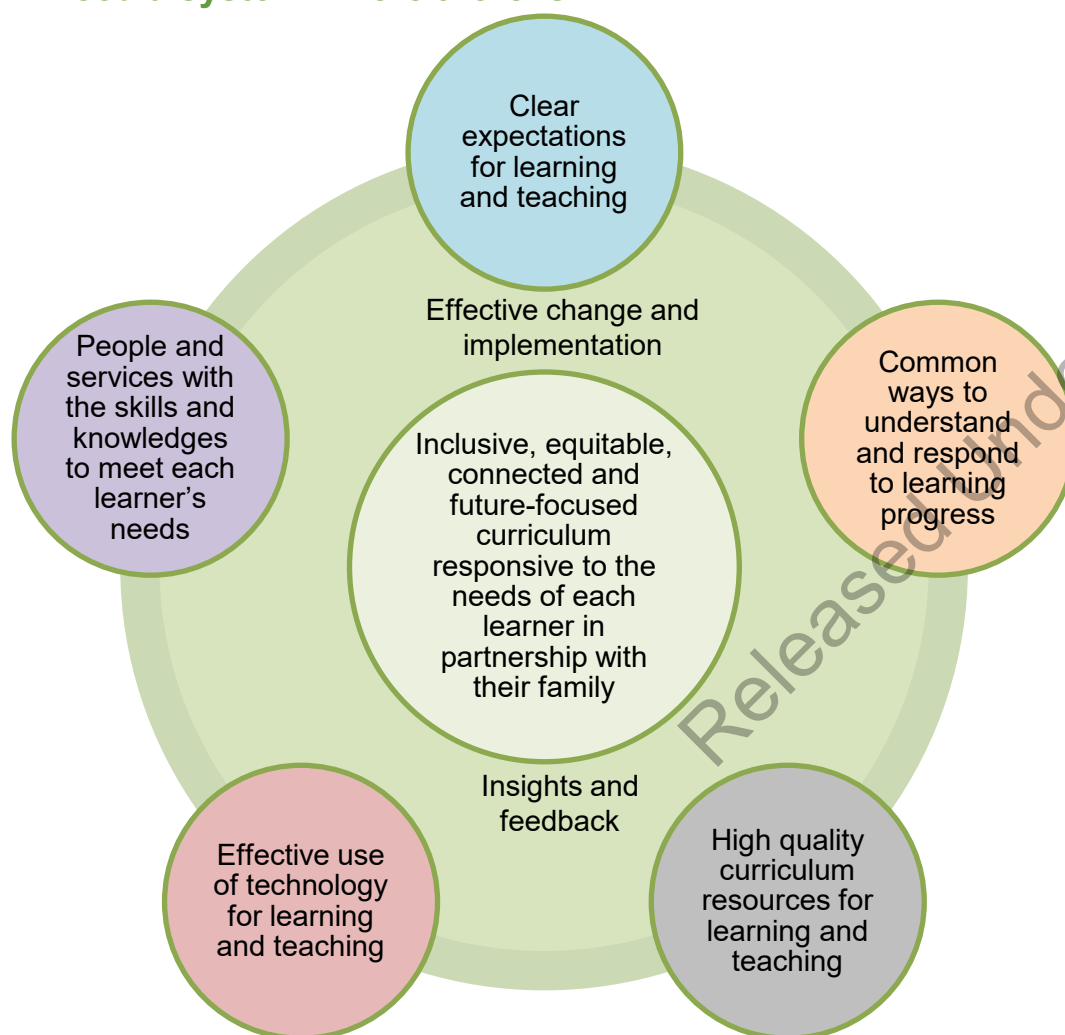 Clear
expectations
for learning
and teaching
Effective change and
implementation
People and
services with
the skills and
knowledges
to meet each
learner's
needs
Common
ways to
understand
and respond
to learning
progress
Inclusive, equitable,
connected and
future-focused
curriculum
responsive to the
needs of each
learner in
partnership with
their family
Insights and
feedback
Effective use
of technology
for learning
and teaching
High quality
curriculum
resources for
learning and
teaching
Released